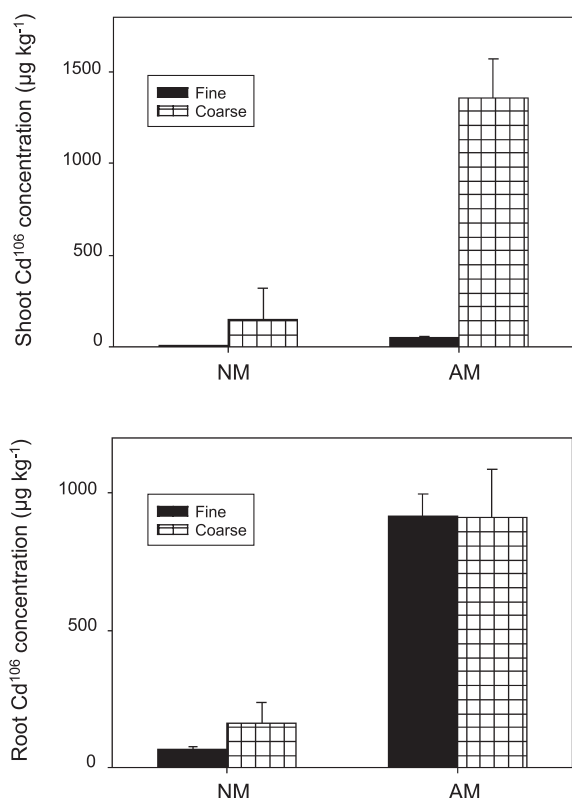 Shoot Cd¹⁰⁶ concentration (µg kg⁻¹)
1500
1000
500
0
Fine
Coarse
NM AM
Root Cd¹⁰⁶ concentration (µg kg⁻¹)
1000
500
0
Fine
Coarse
NM AM